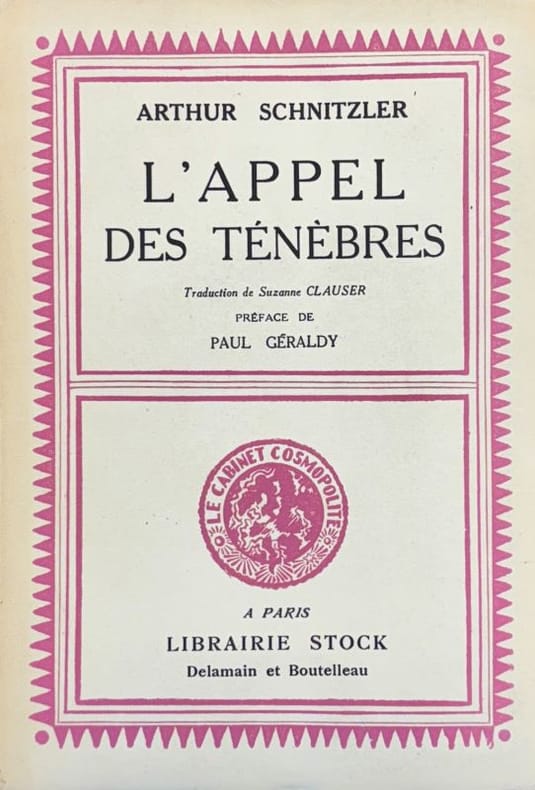 ARTHUR SCHNITZLER
L'APPEL
DES TÉNÈBRES
Traduction de Suzanne CLAUSER
PRÉFACE DE
PAUL GÉRALDY
LE CABINET COSMOPOLITE
A PARIS
LIBRAIRIE STOCK
Delamain et Boutelleau